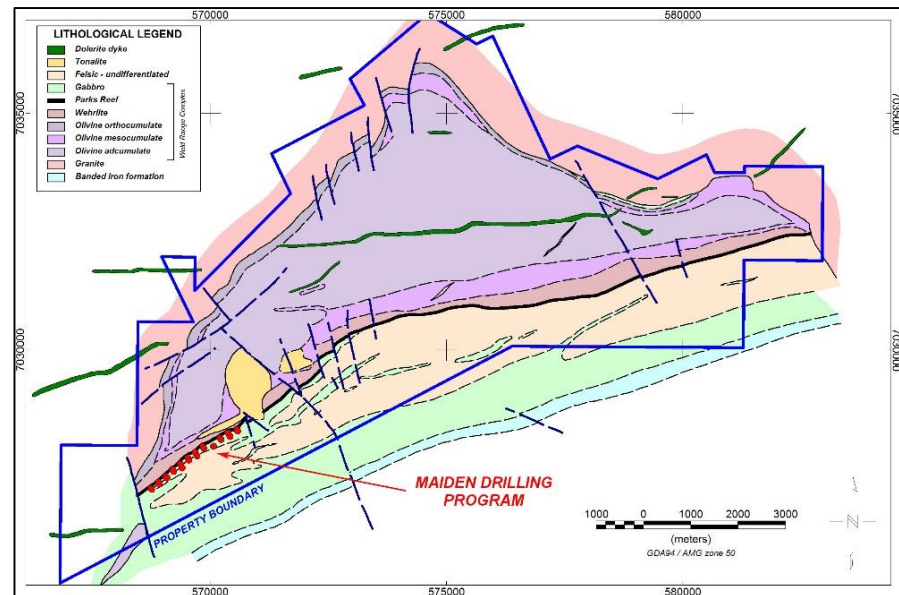 570000
575000
580000
LITHOLOGICAL LEGEND
Dolerite dyke
Tonalite
Felsic - undifferentiated
Gabbro
Parks Reef
Wehrlite
Olivine orthocumulate
Olivine mesocumulate
Olivine adcumulate
Granite
Banded Iron formation
Weld Range Complex
7035000
7035000
7030000
7030000
MAIDEN DRILLING
PROGRAM
PROPERTY BOUNDARY
1000 0 1000 2000 3000
(meters)
GDA94 / AMG zone 50
N
570000
575000
580000